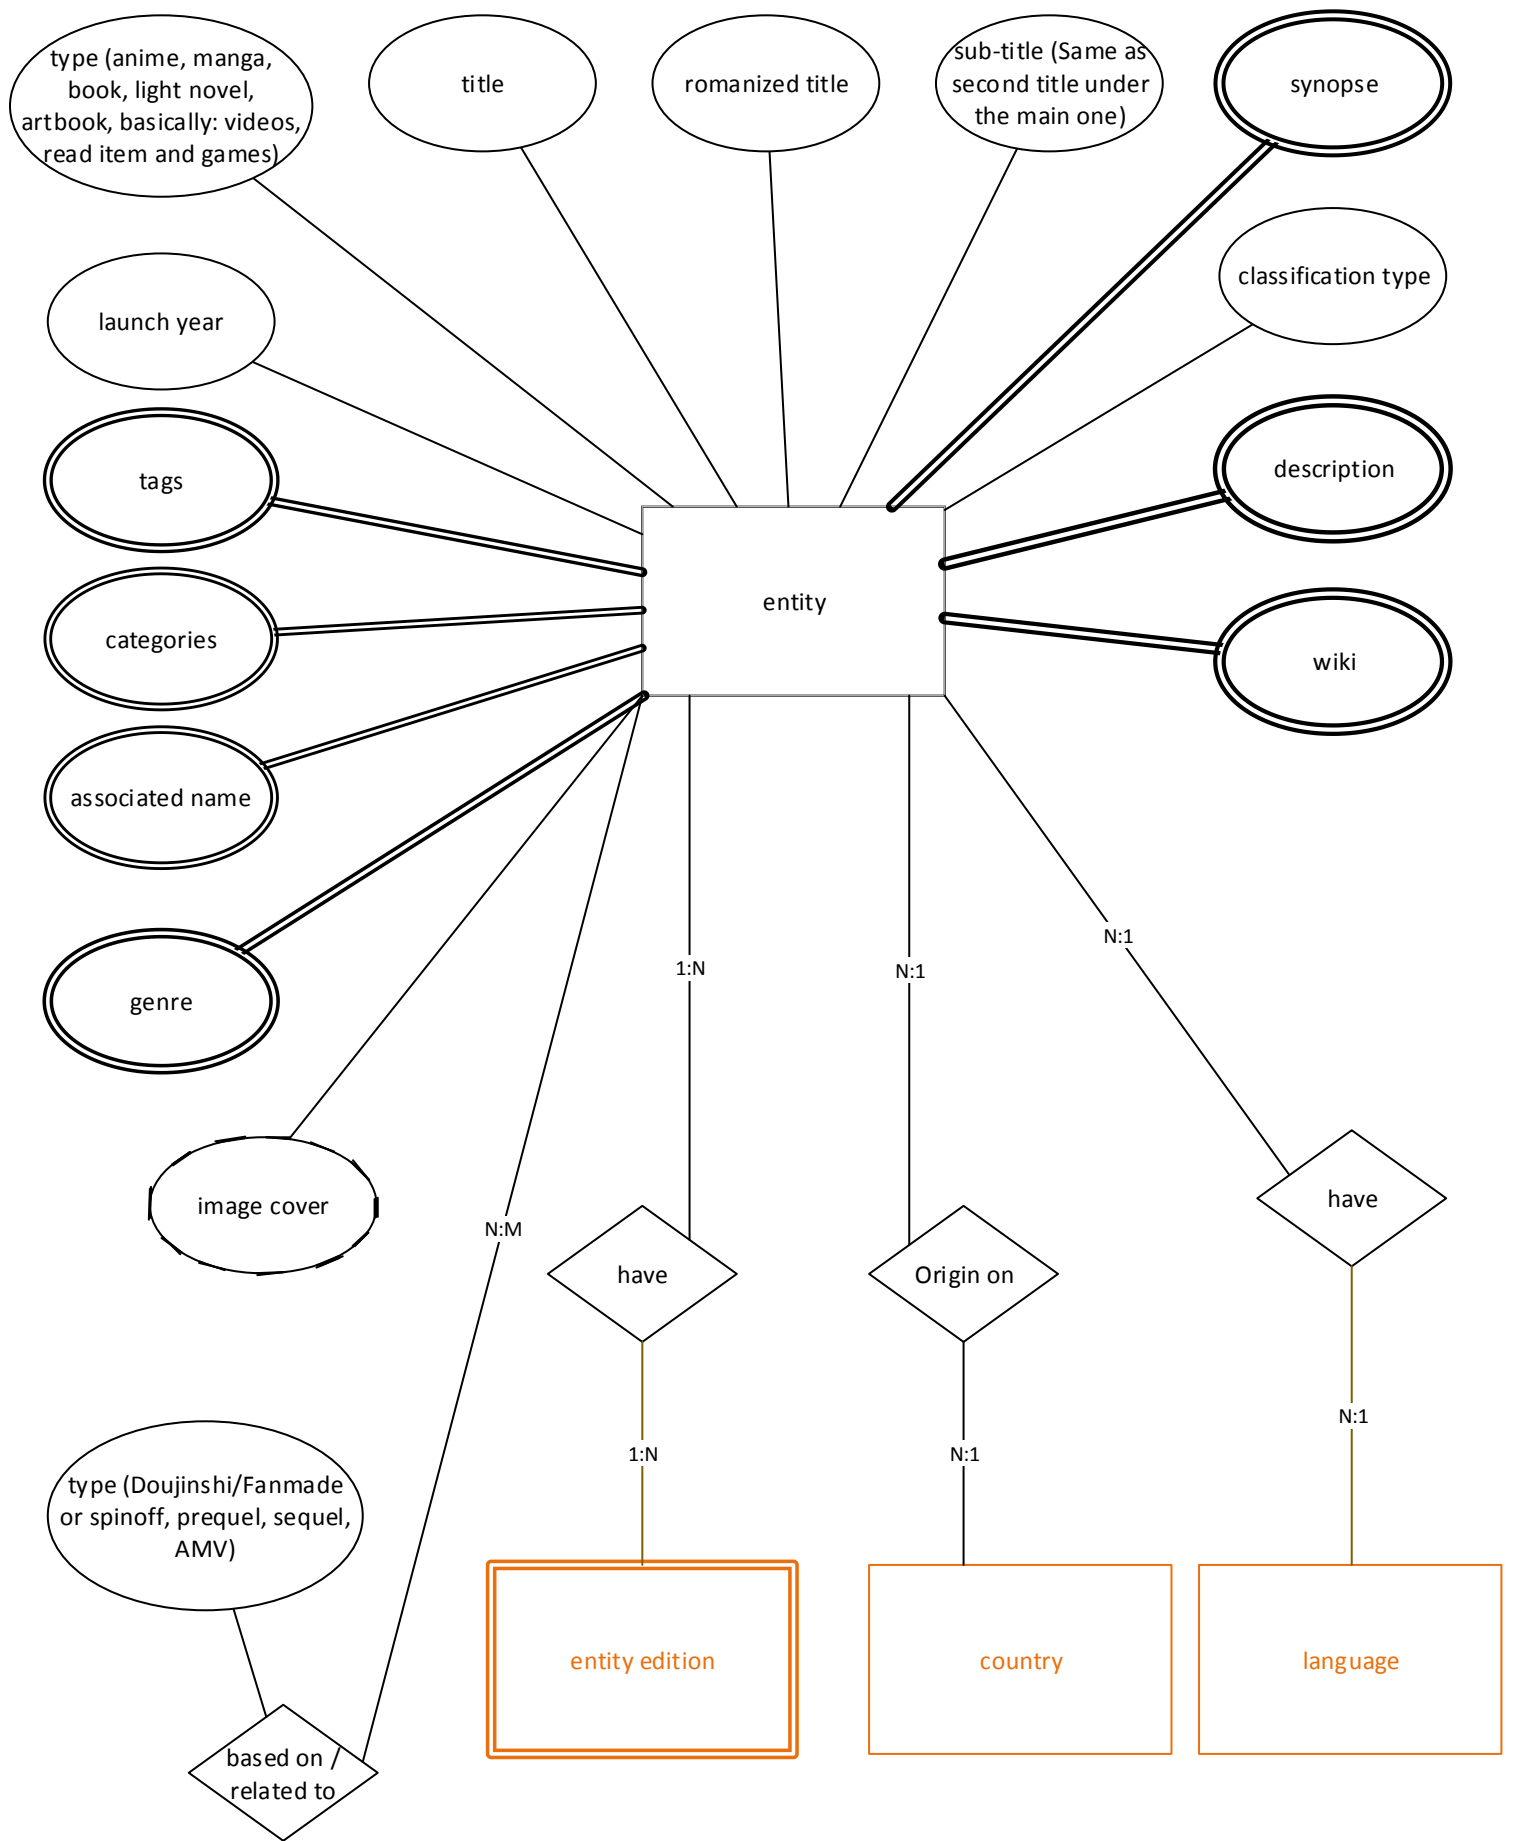 type (anime, manga,
book, light novel,
artbook, basically: videos,
read item and games)
title
romanized title
sub-title (Same as
second title under
the main one)
synopse
launch year
classification type
tags
description
entity
categories
wiki
associated name
genre
1:N
N:1
N:1
image cover
N:M
have
Origin on
have
1:N
N:1
N:1
type (Doujinshi/Fanmade
or spinoff, prequel, sequel,
AMV)
entity edition
country
language
based on /
related to